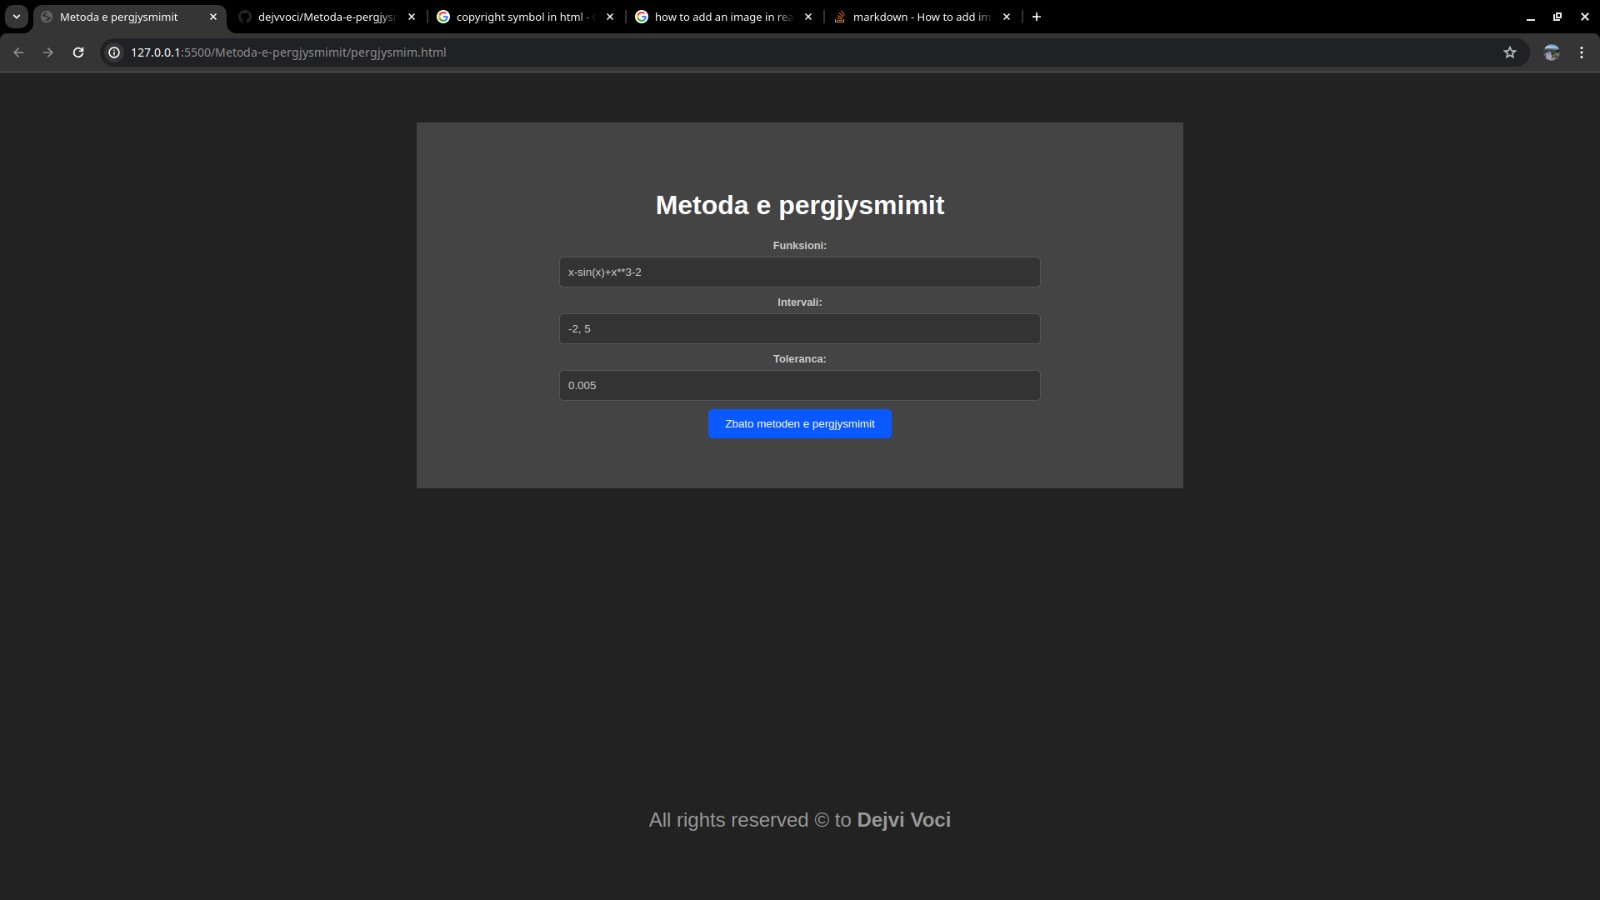 Metoda e pergjysmimit
dejvvoci/Metoda-e-pergjys
copyright symbol in html -
how to add an image in rea
markdown - How to add im
127.0.0.1:5500/Metoda-e-pergjysmimit/pergjysmim.html
Metoda e pergjysmimit
Funksioni:
x-sin(x)+x**3-2
Intervali:
-2, 5
Toleranca:
0.005
Zbato metoden e pergjysmimit
All rights reserved © to Dejvi Voci